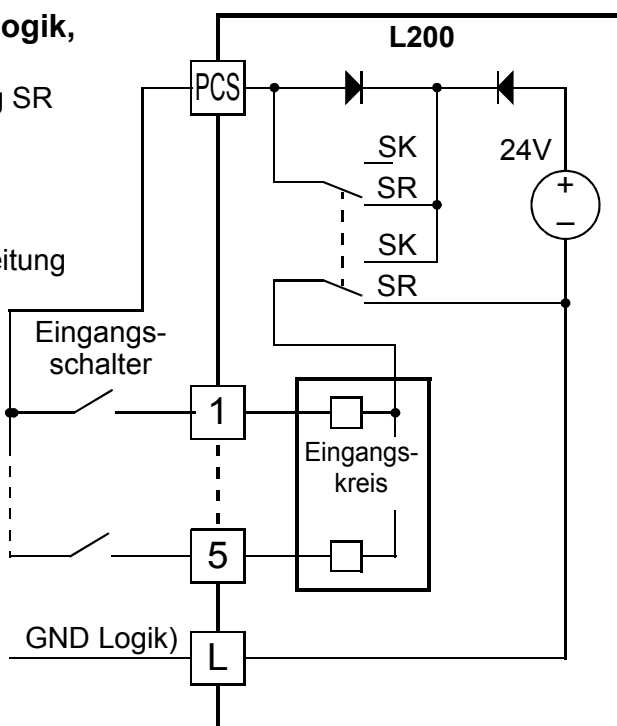 ogik,
L200
PCS
g SR
SK
24V
SR
+
–
SK
eitung
SR
Eingangs-
schalter
1
Eingangs-
kreis
5
GND Logik)
L